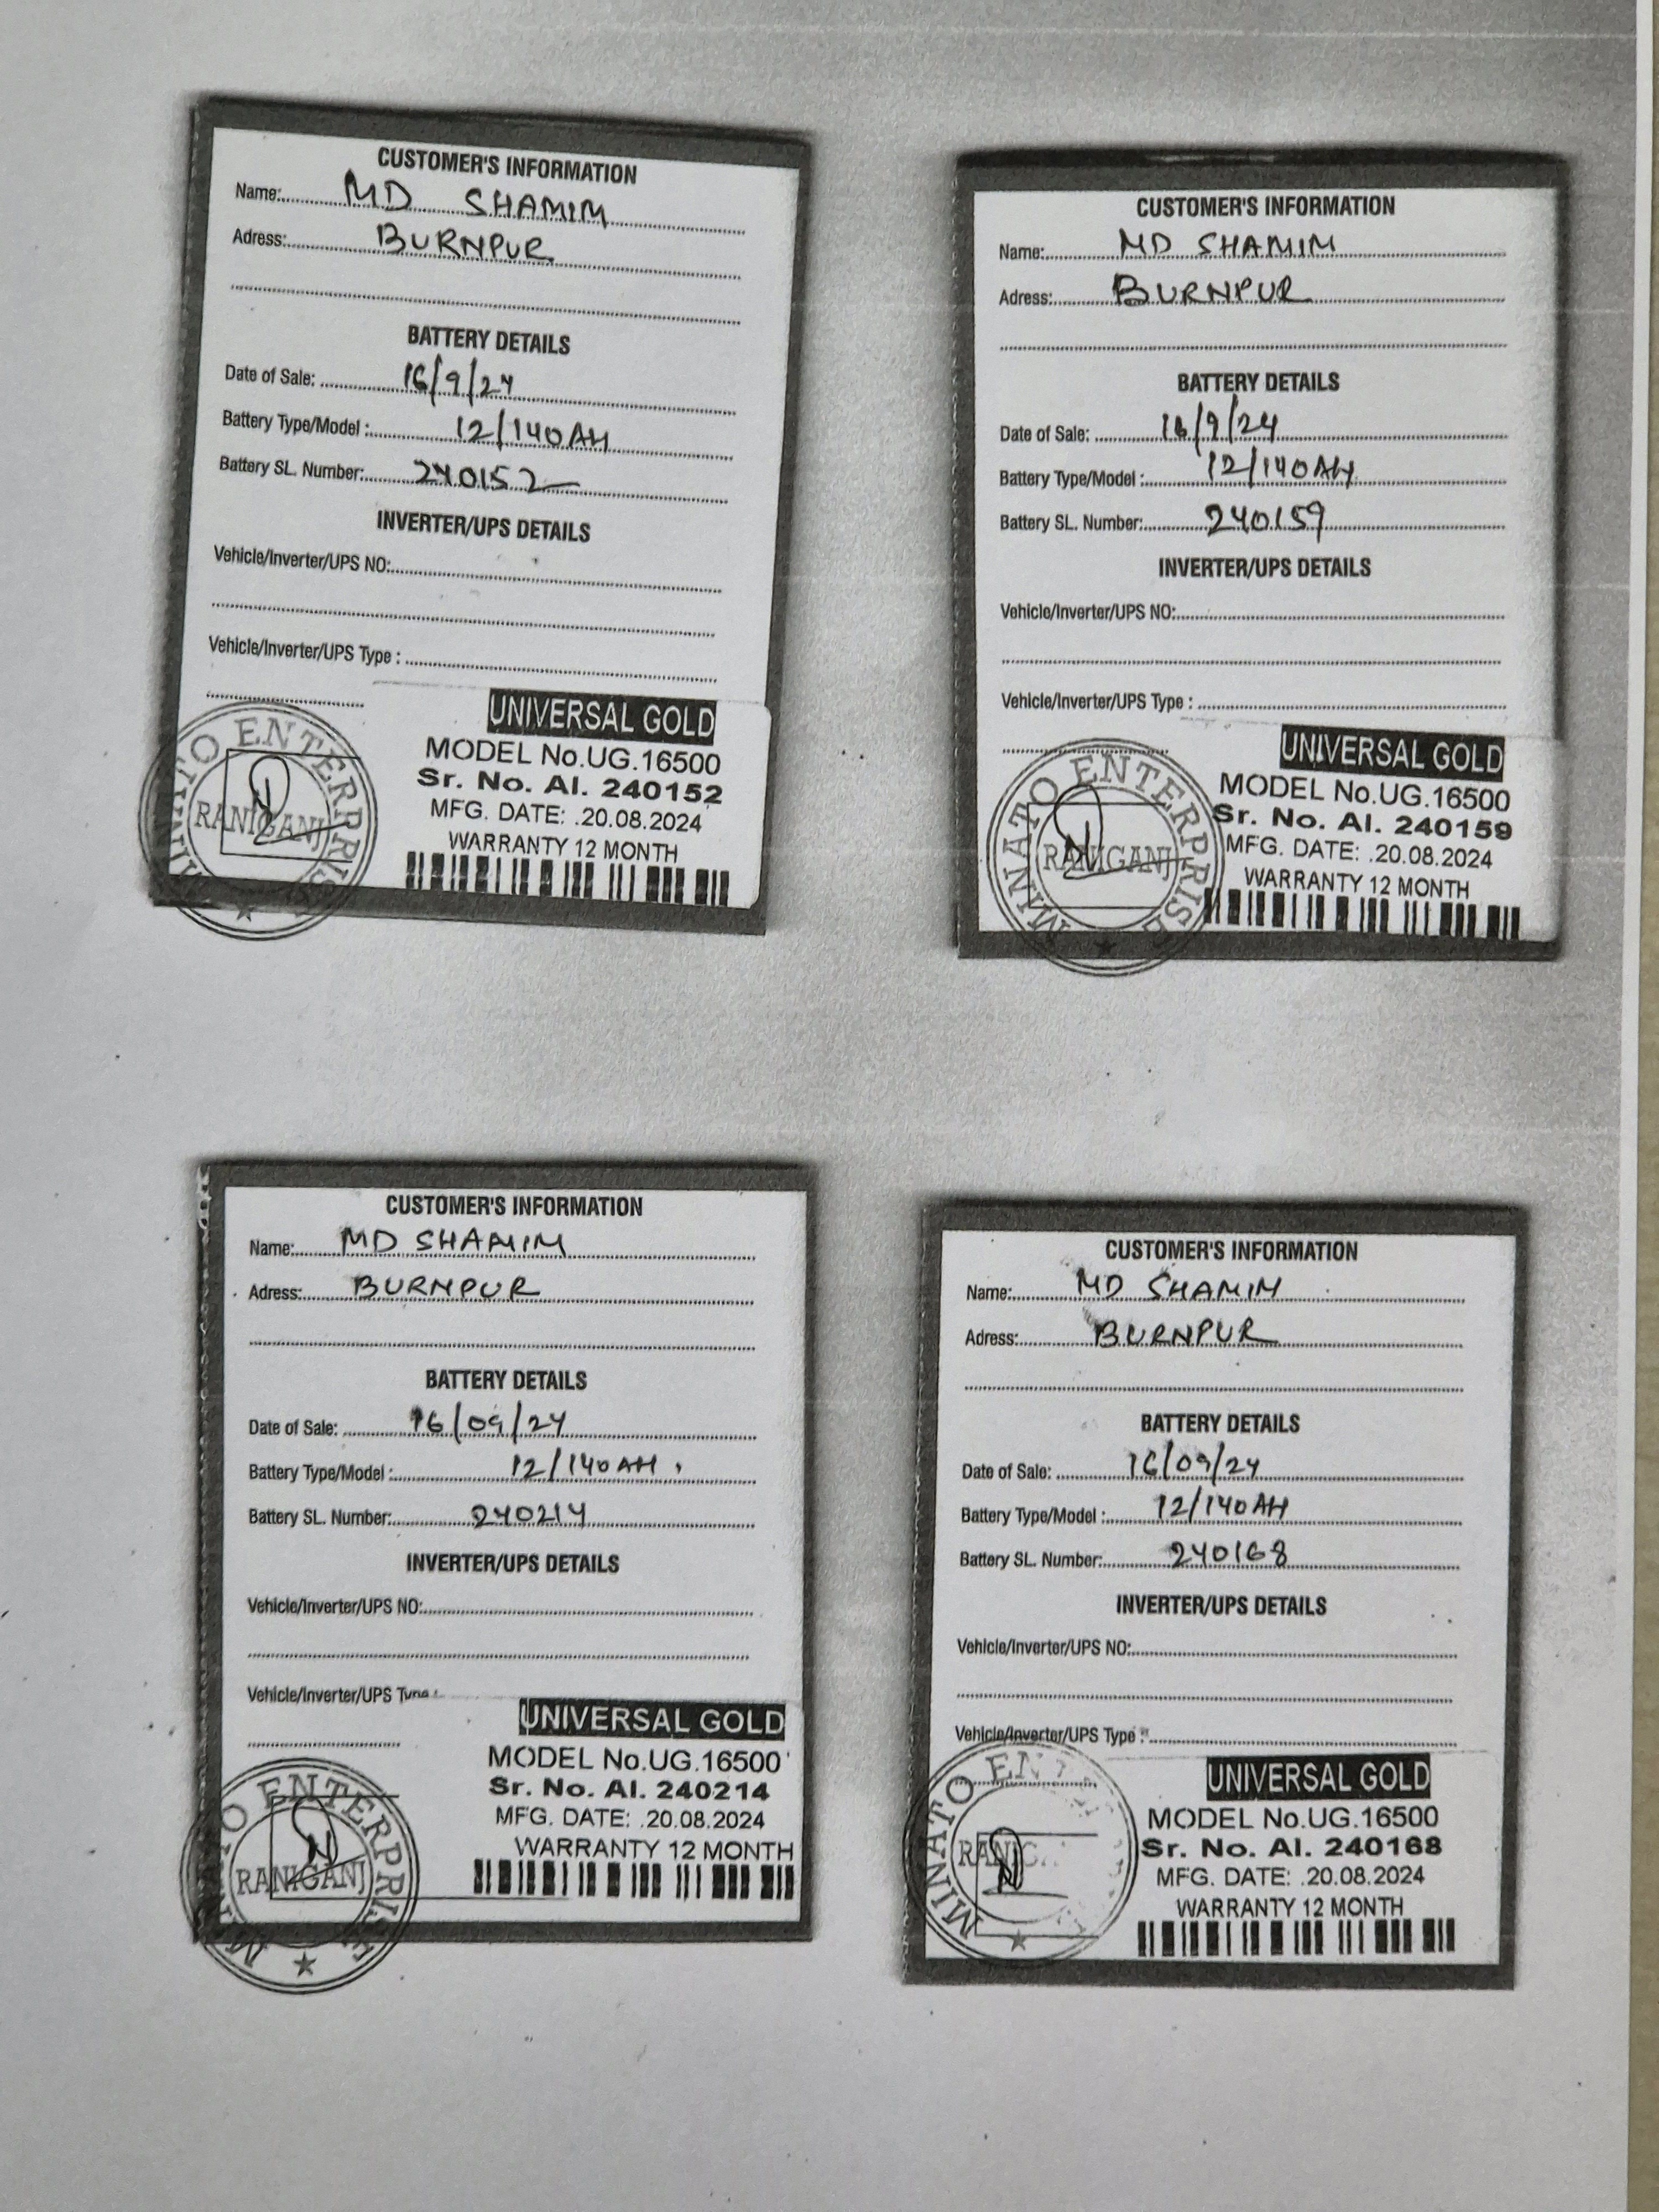 CUSTOMER'S INFORMATION
Name: MD SHAMIM
Adress: BURNPUR
BATTERY DETAILS
Date of Sale: 16/9/24
Battery Type/Model : 12/140AH
Battery SL. Number: 240152
INVERTER/UPS DETAILS
Vehicle/Inverter/UPS NO:
Vehicle/Inverter/UPS Type :
UNIVERSAL GOLD
MODEL No.UG.16500
Sr. No. Al. 240152
MFG. DATE: .20.08.2024
WARRANTY 12 MONTH
MINATO ENTERPRISE
RANIGANJ
CUSTOMER'S INFORMATION
Name: MD SHAMIM
Adress: BURNPUR
BATTERY DETAILS
Date of Sale: 16/9/24
Battery Type/Model : 12/140AH
Battery SL. Number: 240159
INVERTER/UPS DETAILS
Vehicle/Inverter/UPS NO:
Vehicle/Inverter/UPS Type :
UNIVERSAL GOLD
MODEL No.UG.16500
Sr. No. Al. 240159
MFG. DATE: .20.08.2024
WARRANTY 12 MONTH
MINATO ENTERPRISE
RANIGANJ
CUSTOMER'S INFORMATION
Name: MD SHAMIM
Adress: BURNPUR
BATTERY DETAILS
Date of Sale: 16/09/24
Battery Type/Model : 12/140AH
Battery SL. Number: 240214
INVERTER/UPS DETAILS
Vehicle/Inverter/UPS NO:
Vehicle/Inverter/UPS Type :
UNIVERSAL GOLD
MODEL No.UG.16500
Sr. No. Al. 240214
MFG. DATE: .20.08.2024
WARRANTY 12 MONTH
MINATO ENTERPRISE
RANIGANJ
CUSTOMER'S INFORMATION
Name: MD SHAMIM
Adress: BURNPUR
BATTERY DETAILS
Date of Sale: 16/09/24
Battery Type/Model : 12/140AH
Battery SL. Number: 240168
INVERTER/UPS DETAILS
Vehicle/Inverter/UPS NO:
Vehicle/Inverter/UPS Type :
UNIVERSAL GOLD
MODEL No.UG.16500
Sr. No. Al. 240168
MFG. DATE: .20.08.2024
WARRANTY 12 MONTH
MINATO